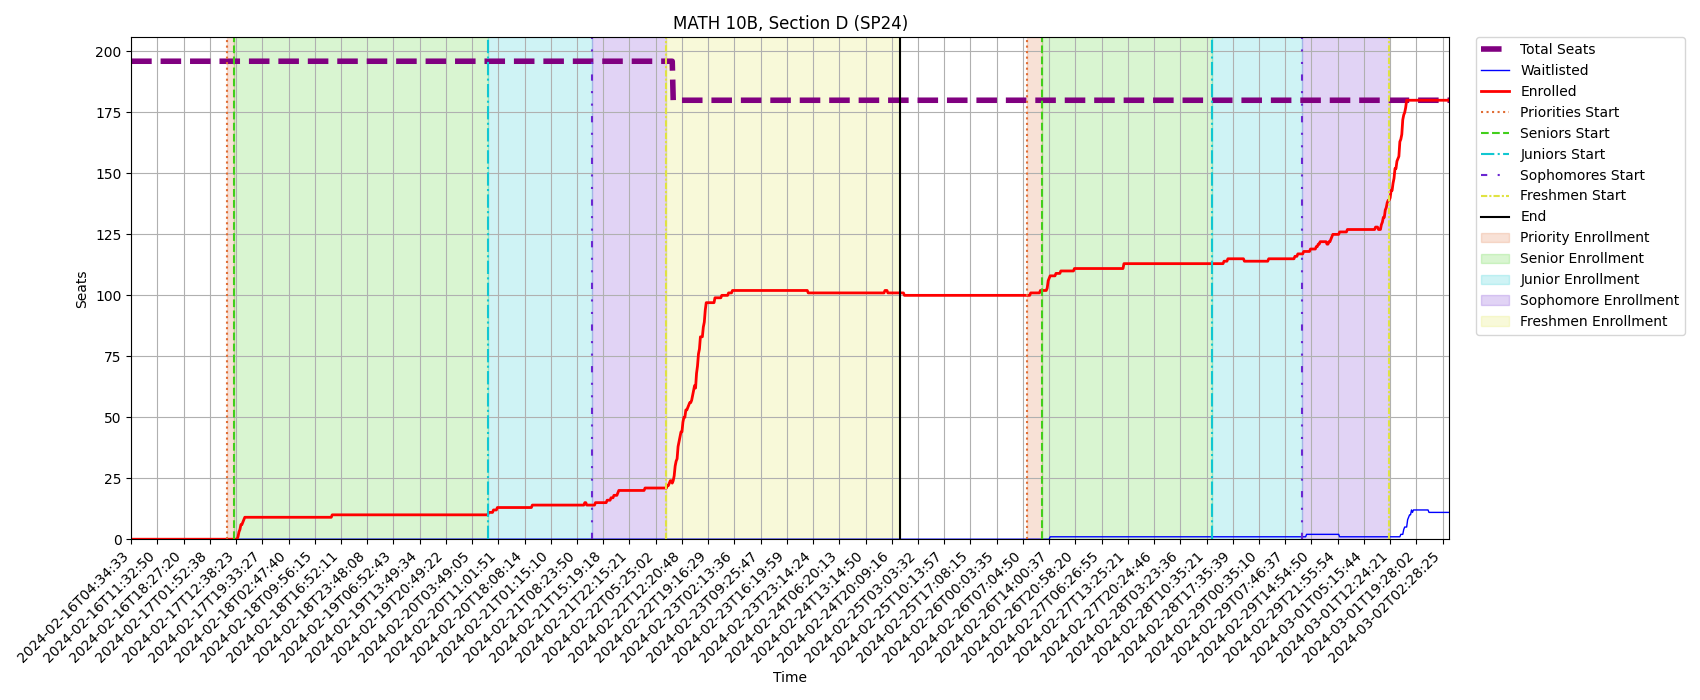 MATH 10B, Section D (SP24)
200
175
150
125
100
75
50
25
0
Seats
2024-02-16T04:34:33
2024-02-16T11:32:50
2024-02-16T18:27:20
2024-02-17T01:52:38
2024-02-17T12:38:23
2024-02-17T19:33:27
2024-02-18T02:47:40
2024-02-18T09:56:15
2024-02-18T16:52:11
2024-02-18T23:48:08
2024-02-19T06:52:43
2024-02-19T13:49:34
2024-02-19T20:49:22
2024-02-20T03:49:05
2024-02-20T11:01:51
2024-02-20T18:08:14
2024-02-21T01:15:10
2024-02-21T08:23:50
2024-02-21T15:19:18
2024-02-21T22:15:21
2024-02-22T05:25:02
2024-02-22T12:20:48
2024-02-22T19:16:29
2024-02-23T02:13:36
2024-02-23T09:25:47
2024-02-23T16:19:59
2024-02-23T23:14:24
2024-02-24T06:20:13
2024-02-24T13:14:50
2024-02-24T20:09:16
2024-02-25T03:03:32
2024-02-25T10:13:57
2024-02-25T17:08:15
2024-02-26T00:03:35
2024-02-26T07:04:50
2024-02-26T14:00:37
2024-02-26T20:58:20
2024-02-27T06:26:55
2024-02-27T13:25:21
2024-02-27T20:24:46
2024-02-28T03:23:36
2024-02-28T10:35:21
2024-02-28T17:35:39
2024-02-29T00:35:10
2024-02-29T07:46:37
2024-02-29T14:54:50
2024-02-29T21:55:54
2024-03-01T05:15:44
2024-03-01T12:24:21
2024-03-01T19:28:02
2024-03-02T02:28:25
Time
Total Seats
Waitlisted
Enrolled
Priorities Start
Seniors Start
Juniors Start
Sophomores Start
Freshmen Start
End
Priority Enrollment
Senior Enrollment
Junior Enrollment
Sophomore Enrollment
Freshmen Enrollment